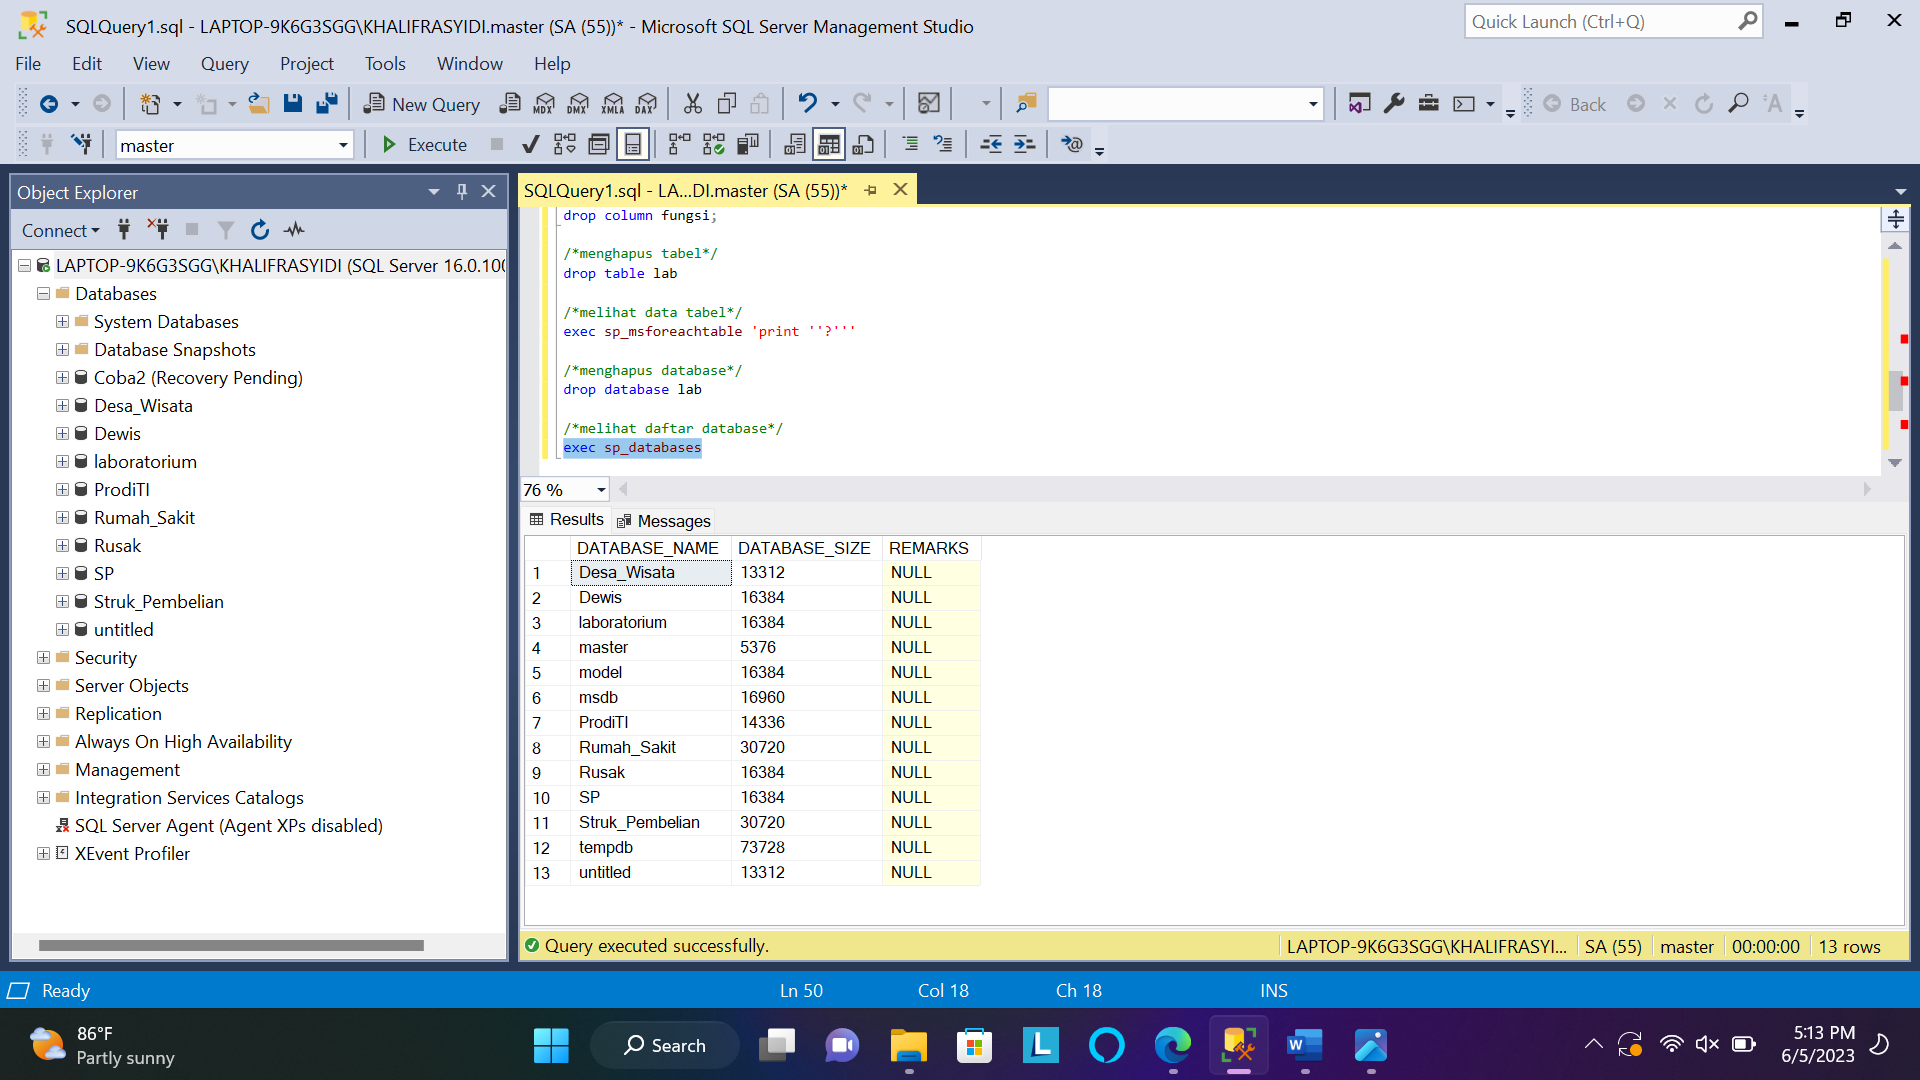 SQLQuery1.sql - LAPTOP-9K6G3SGG\KHALIFRASYIDI.master (SA (55))* - Microsoft SQL Server Management Studio
Quick Launch (Ctrl+Q)
File Edit View Query Project Tools Window Help
New Query MDX DMX XMLA DAX Back
master Execute
Object Explorer
Connect
LAPTOP-9K6G3SGG\KHALIFRASYIDI (SQL Server 16.0.100
Databases
System Databases
Database Snapshots
Coba2 (Recovery Pending)
Desa_Wisata
Dewis
laboratorium
ProdiTI
Rumah_Sakit
Rusak
SP
Struk_Pembelian
untitled
Security
Server Objects
Replication
Always On High Availability
Management
Integration Services Catalogs
SQL Server Agent (Agent XPs disabled)
XEvent Profiler
SQLQuery1.sql - LA...DI.master (SA (55))*
drop column fungsi;
/*menghapus tabel*/
drop table lab
/*melihat data tabel*/
exec sp_msforeachtable 'print ''?'''
/*menghapus database*/
drop database lab
/*melihat daftar database*/
exec sp_databases
76 %
Results Messages
DATABASE_NAME DATABASE_SIZE REMARKS
1 Desa_Wisata 13312 NULL
2 Dewis 16384 NULL
3 laboratorium 16384 NULL
4 master 5376 NULL
5 model 16384 NULL
6 msdb 16960 NULL
7 ProdiTI 14336 NULL
8 Rumah_Sakit 30720 NULL
9 Rusak 16384 NULL
10 SP 16384 NULL
11 Struk_Pembelian 30720 NULL
12 tempdb 73728 NULL
13 untitled 13312 NULL
Query executed successfully. LAPTOP-9K6G3SGG\KHALIFRASYI... SA (55) master 00:00:00 13 rows
Ready Ln 50 Col 18 Ch 18 INS
86°F
Partly sunny
Search
L
W
5:13 PM
6/5/2023